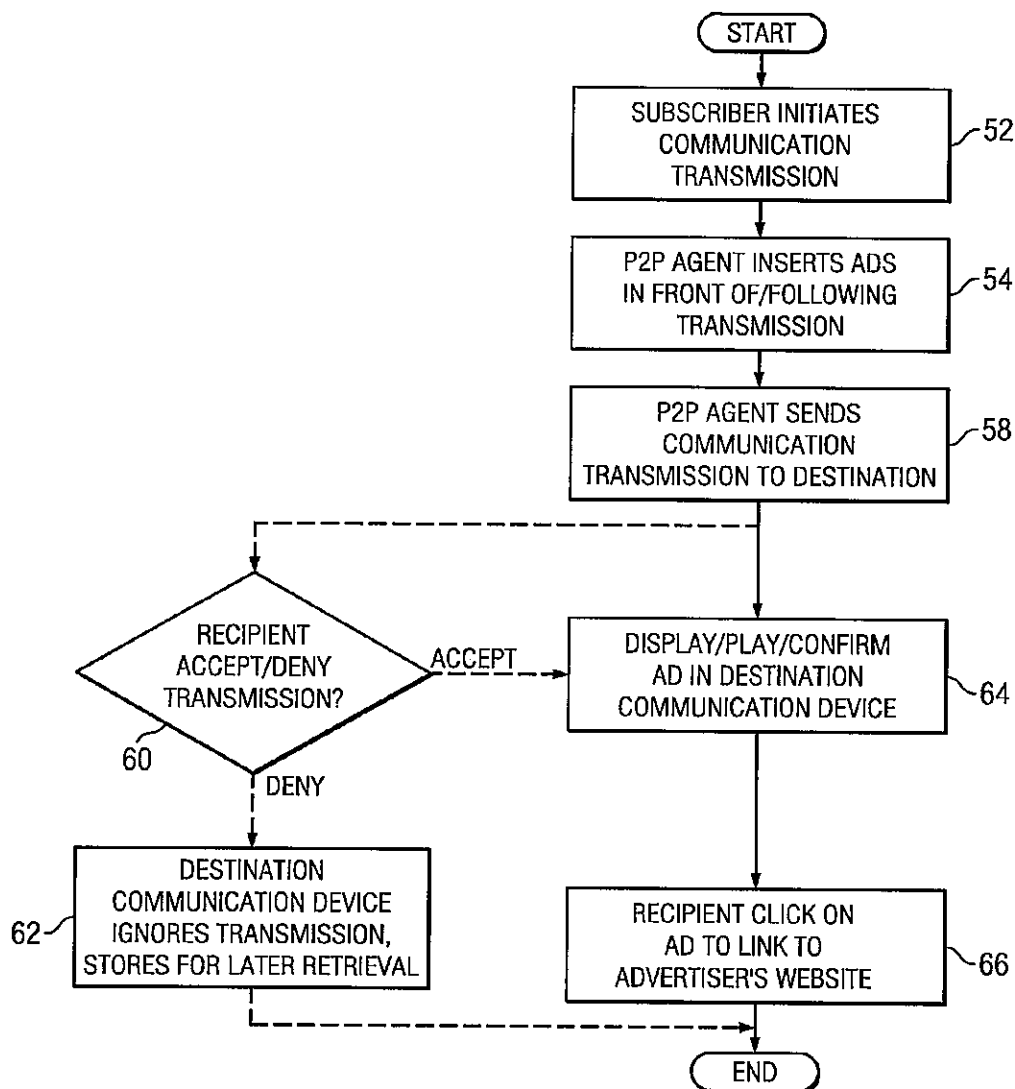 START
SUBSCRIBER INITIATES
COMMUNICATION
TRANSMISSION
52
P2P AGENT INSERTS ADS
IN FRONT OF/FOLLOWING
TRANSMISSION
54
P2P AGENT SENDS
COMMUNICATION
TRANSMISSION TO DESTINATION
58
RECIPIENT
ACCEPT/DENY
TRANSMISSION?
60
ACCEPT
DENY
DISPLAY/PLAY/CONFIRM
AD IN DESTINATION
COMMUNICATION DEVICE
64
DESTINATION
COMMUNICATION DEVICE
IGNORES TRANSMISSION,
STORES FOR LATER RETRIEVAL
62
RECIPIENT CLICK ON
AD TO LINK TO
ADVERTISER'S WEBSITE
66
END